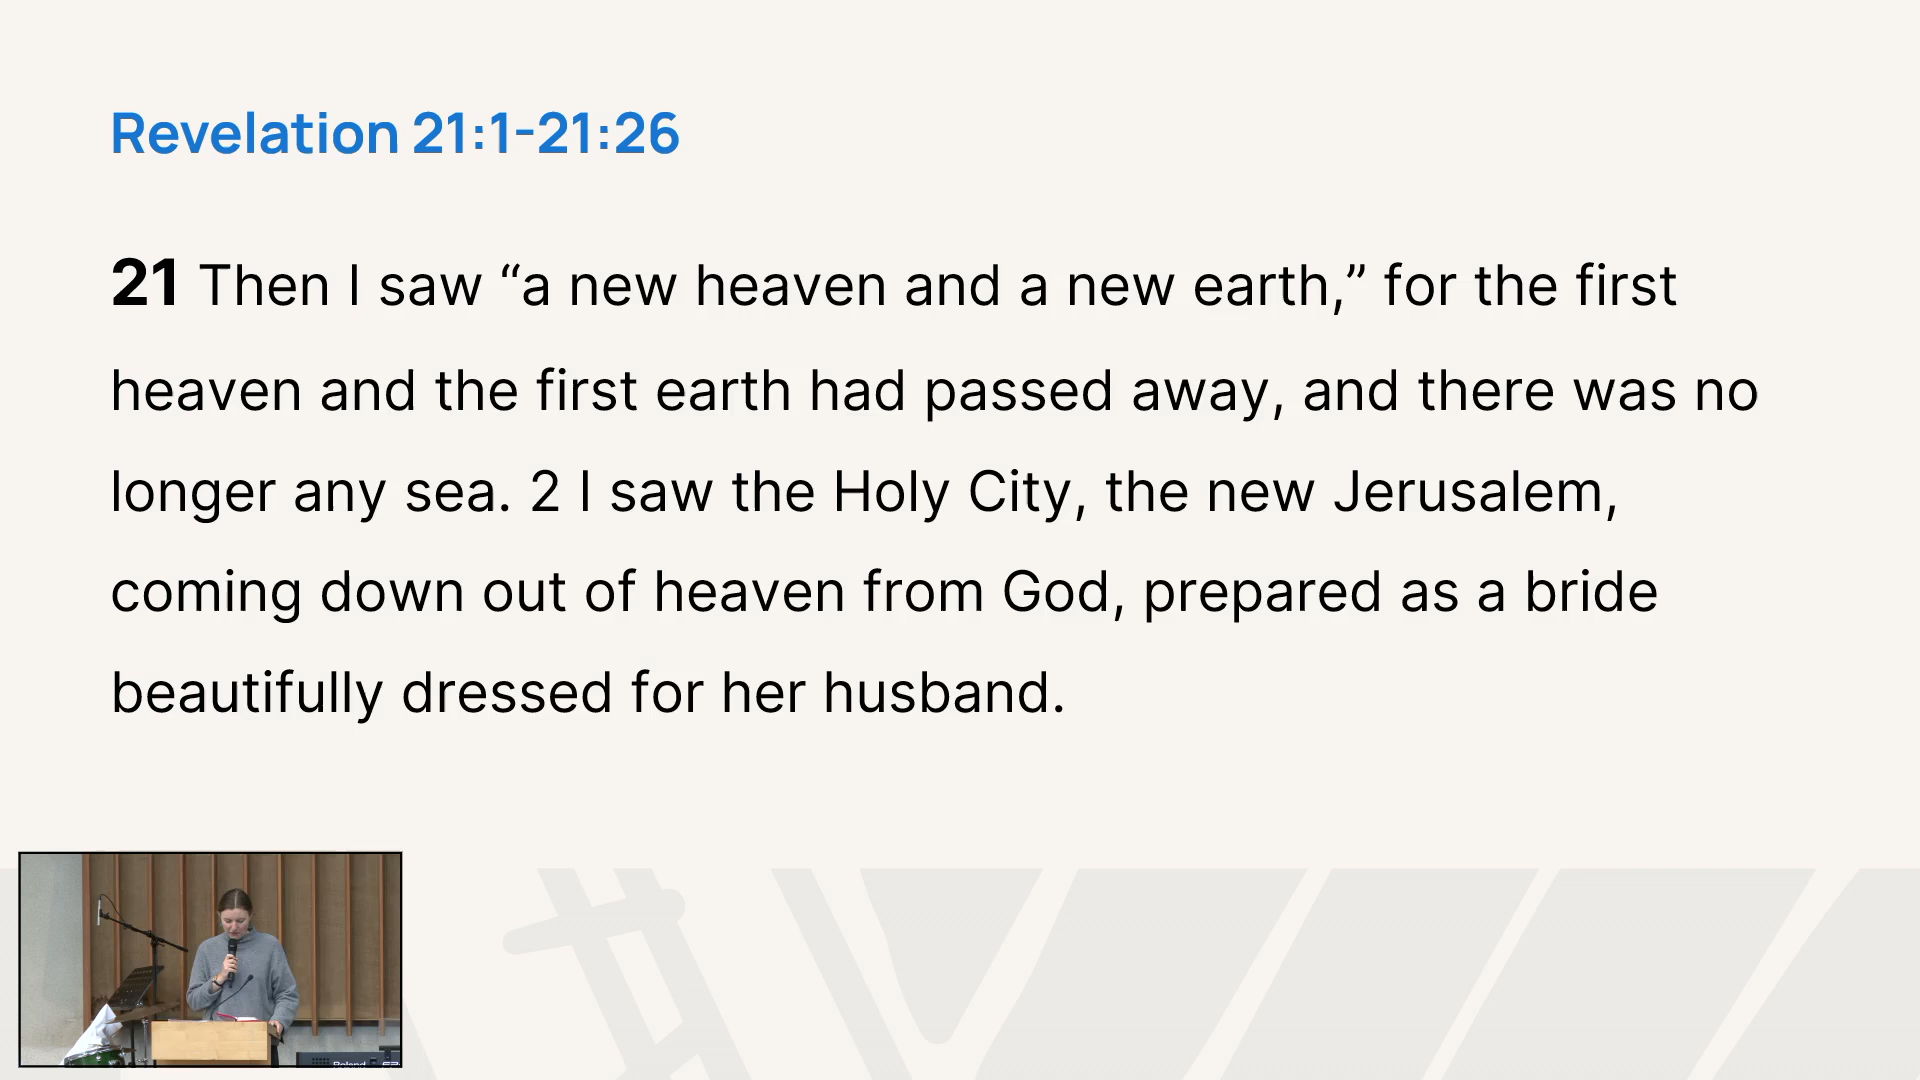 Revelation 21:1-21:26
21 Then I saw “a new heaven and a new earth,” for the first
heaven and the first earth had passed away, and there was no
longer any sea. 2 I saw the Holy City, the new Jerusalem,
coming down out of heaven from God, prepared as a bride
beautifully dressed for her husband.
Roland